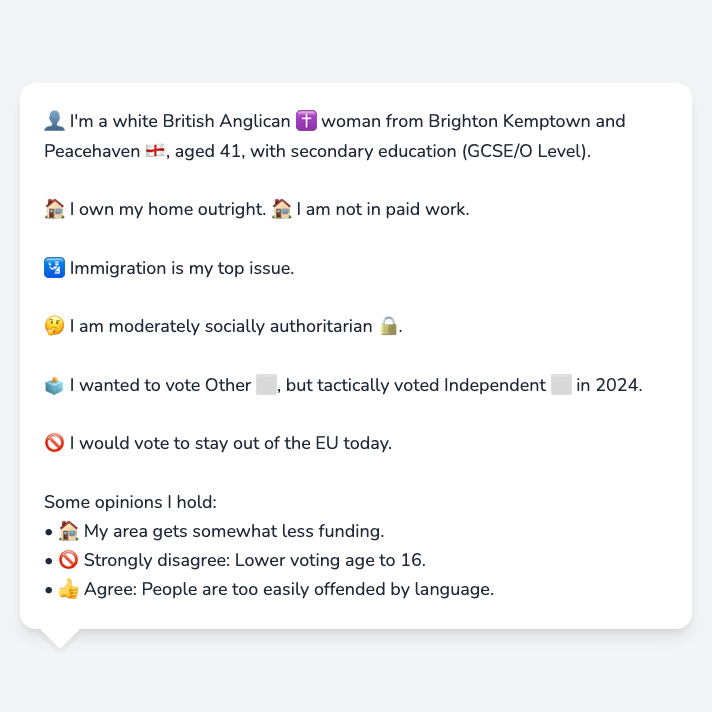 👤 I'm a white British Anglican ✝️ woman from Brighton Kemptown and
Peacehaven 🏴󠁧󠁢󠁥󠁮󠁧󠁿, aged 41, with secondary education (GCSE/O Level).
🏠 I own my home outright. 🏠 I am not in paid work.
🛂 Immigration is my top issue.
🤔 I am moderately socially authoritarian 🔒.
🗳️ I wanted to vote Other ⬜, but tactically voted Independent ⬜ in 2024.
🚫 I would vote to stay out of the EU today.
Some opinions I hold:
• 🏠 My area gets somewhat less funding.
• 🚫 Strongly disagree: Lower voting age to 16.
• 👍 Agree: People are too easily offended by language.